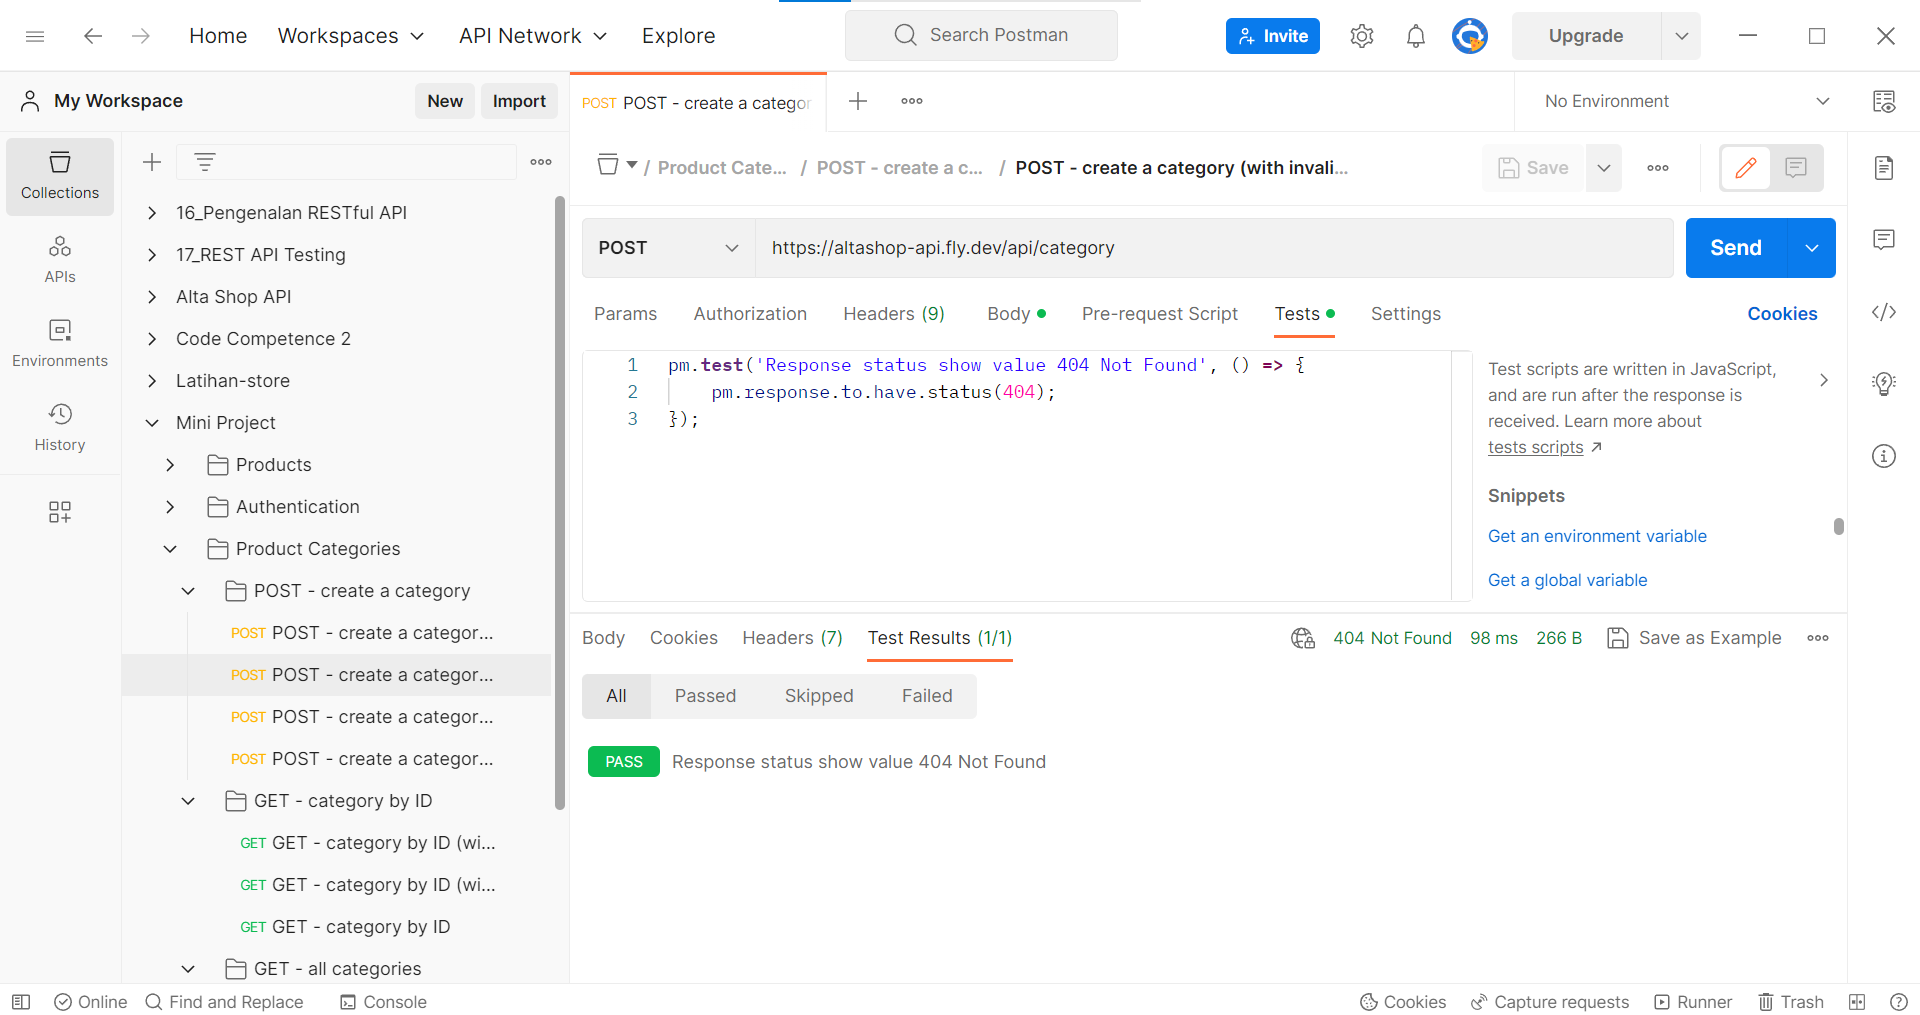 Home Workspaces API Network Explore Search Postman Invite Upgrade
My Workspace New Import
POST POST - create a categor No Environment
Collections
APIs
Environments
History
16_Pengenalan RESTful API
17_REST API Testing
Alta Shop API
Code Competence 2
Latihan-store
Mini Project
Products
Authentication
Product Categories
POST - create a category
POST POST - create a categor...
POST POST - create a categor...
POST POST - create a categor...
POST POST - create a categor...
GET - category by ID
GET GET - category by ID (wi...
GET GET - category by ID (wi...
GET GET - category by ID
GET - all categories
/ Product Cate... / POST - create a c... / POST - create a category (with invali... Save
POST https://altashop-api.fly.dev/api/category Send
Params Authorization Headers (9) Body Pre-request Script Tests Settings Cookies
1 pm.test('Response status show value 404 Not Found', () => {
2 pm.response.to.have.status(404);
3 });
Test scripts are written in JavaScript,
and are run after the response is
received. Learn more about
tests scripts ↗
Snippets
Get an environment variable
Get a global variable
Body Cookies Headers (7) Test Results (1/1) 404 Not Found 98 ms 266 B Save as Example
All Passed Skipped Failed
PASS Response status show value 404 Not Found
Online Find and Replace Console Cookies Capture requests Runner Trash